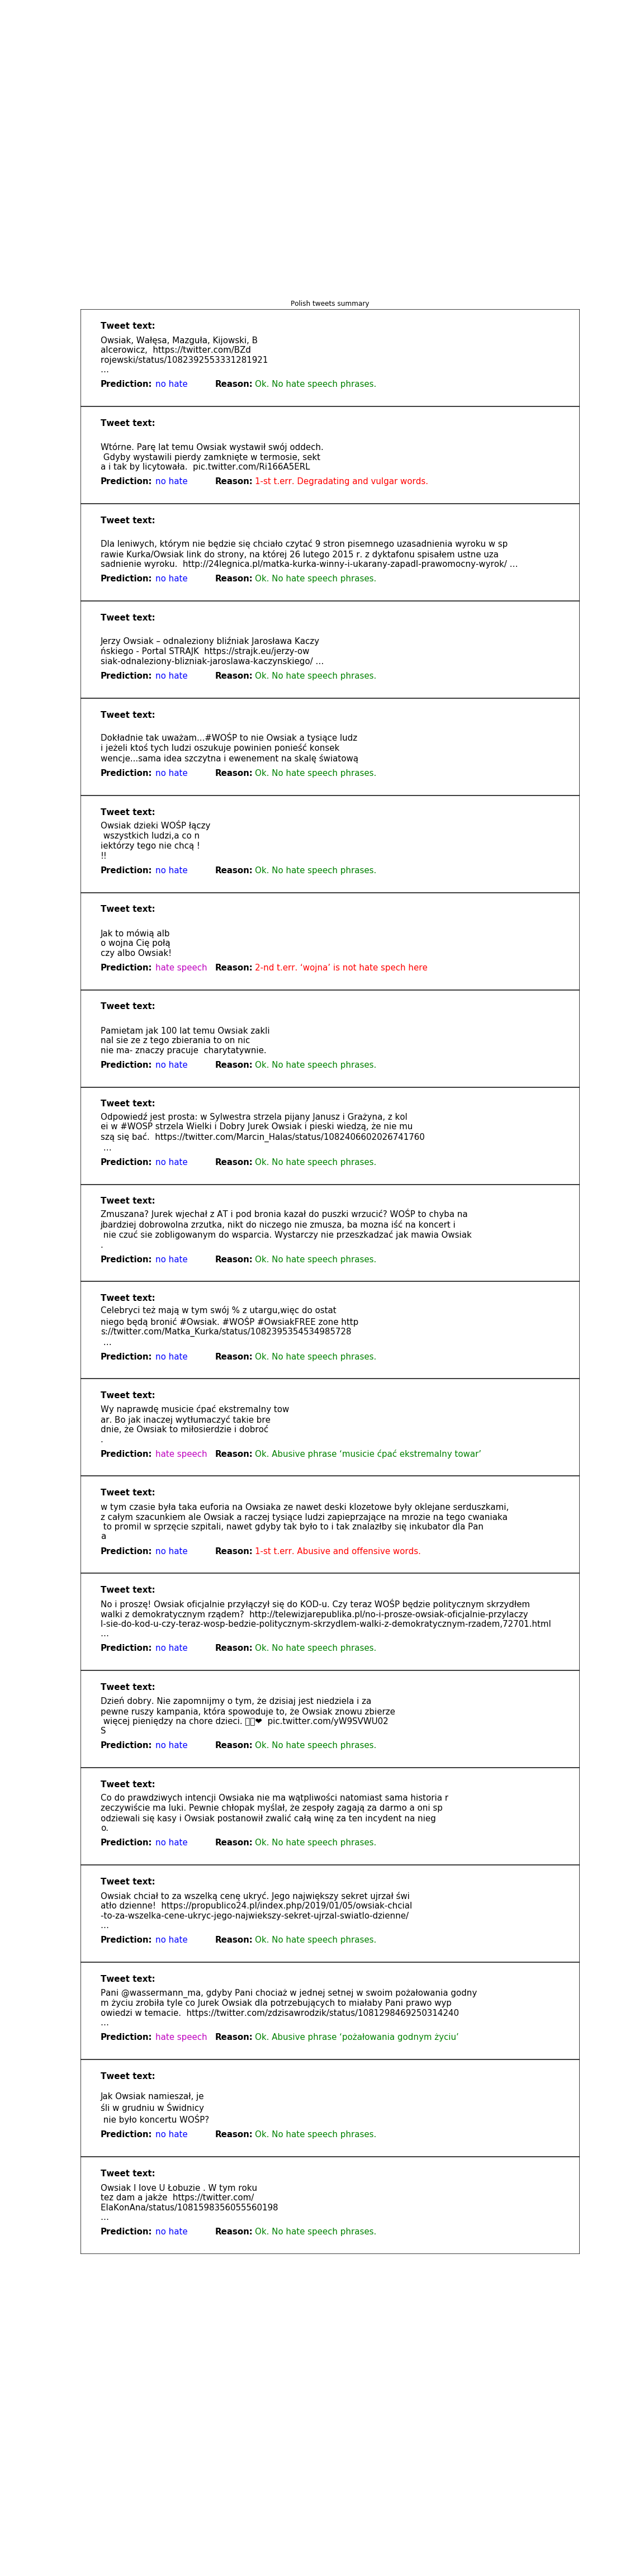 Polish tweets summary
Tweet text:
Owsiak, Wałęsa, Mazguła, Kijowski, B
alcerowicz,  https://twitter.com/BZd
rojewski/status/1082392553331281921
…
Prediction: no hate Reason: Ok. No hate speech phrases.
Tweet text:
Wtórne. Parę lat temu Owsiak wystawił swój oddech.
Gdyby wystawili pierdy zamknięte w termosie, sekt
a i tak by licytowała.  pic.twitter.com/Ri166A5ERL
Prediction: no hate Reason: 1-st t.err. Degradating and vulgar words.
Tweet text:
Dla leniwych, którym nie będzie się chciało czytać 9 stron pisemnego uzasadnienia wyroku w sp
rawie Kurka/Owsiak link do strony, na której 26 lutego 2015 r. z dyktafonu spisałem ustne uza
sadnienie wyroku.  http://24legnica.pl/matka-kurka-winny-i-ukarany-zapadl-prawomocny-wyrok/ …
Prediction: no hate Reason: Ok. No hate speech phrases.
Tweet text:
Jerzy Owsiak – odnaleziony bliźniak Jarosława Kaczy
ńskiego - Portal STRAJK  https://strajk.eu/jerzy-ow
siak-odnaleziony-blizniak-jaroslawa-kaczynskiego/ …
Prediction: no hate Reason: Ok. No hate speech phrases.
Tweet text:
Dokładnie tak uważam...#WOŚP to nie Owsiak a tysiące ludz
i jeżeli ktoś tych ludzi oszukuje powinien ponieść konsek
wencje...sama idea szczytna i ewenement na skalę światową
Prediction: no hate Reason: Ok. No hate speech phrases.
Tweet text:
Owsiak dzieki WOŚP łączy
wszystkich ludzi,a co n
iektórzy tego nie chcą !
!!
Prediction: no hate Reason: Ok. No hate speech phrases.
Tweet text:
Jak to mówią alb
o wojna Cię połą
czy albo Owsiak!
Prediction: hate speech Reason: 2-nd t.err. 'wojna' is not hate spech here
Tweet text:
Pamietam jak 100 lat temu Owsiak zakli
nal sie ze z tego zbierania to on nic
nie ma- znaczy pracuje  charytatywnie.
Prediction: no hate Reason: Ok. No hate speech phrases.
Tweet text:
Odpowiedź jest prosta: w Sylwestra strzela pijany Janusz i Grażyna, z kol
ei w #WOSP strzela Wielki i Dobry Jurek Owsiak i pieski wiedzą, że nie mu
szą się bać.  https://twitter.com/Marcin_Halas/status/1082406602026741760
…
Prediction: no hate Reason: Ok. No hate speech phrases.
Tweet text:
Zmuszana? Jurek wjechał z AT i pod bronia kazał do puszki wrzucić? WOŚP to chyba na
jbardziej dobrowolna zrzutka, nikt do niczego nie zmusza, ba mozna iść na koncert i
nie czuć sie zobligowanym do wsparcia. Wystarczy nie przeszkadzać jak mawia Owsiak
.
Prediction: no hate Reason: Ok. No hate speech phrases.
Tweet text:
Celebryci też mają w tym swój % z utargu,więc do ostat
niego będą bronić #Owsiak. #WOŚP #OwsiakFREE zone http
s://twitter.com/Matka_Kurka/status/1082395354534985728
…
Prediction: no hate Reason: Ok. No hate speech phrases.
Tweet text:
Wy naprawdę musicie ćpać ekstremalny tow
ar. Bo jak inaczej wytłumaczyć takie bre
dnie, że Owsiak to miłosierdzie i dobroć
.
Prediction: hate speech Reason: Ok. Abusive phrase 'musicie ćpać ekstremalny towar'
Tweet text:
w tym czasie była taka euforia na Owsiaka ze nawet deski klozetowe były oklejane serduszkami,
z całym szacunkiem ale Owsiak a raczej tysiące ludzi zapieprzające na mrozie na tego cwaniaka
to promil w sprzęcie szpitali, nawet gdyby tak było to i tak znalazłby się inkubator dla Pan
a
Prediction: no hate Reason: 1-st t.err. Abusive and offensive words.
Tweet text:
No i proszę! Owsiak oficjalnie przyłączył się do KOD-u. Czy teraz WOŚP będzie politycznym skrzydłem
walki z demokratycznym rządem?  http://telewizjarepublika.pl/no-i-prosze-owsiak-oficjalnie-przylaczy
l-sie-do-kod-u-czy-teraz-wosp-bedzie-politycznym-skrzydlem-walki-z-demokratycznym-rzadem,72701.html
…
Prediction: no hate Reason: Ok. No hate speech phrases.
Tweet text:
Dzień dobry. Nie zapomnijmy o tym, że dzisiaj jest niedziela i za
pewne ruszy kampania, która spowoduje to, że Owsiak znowu zbierze
więcej pieniędzy na chore dzieci. ❤  pic.twitter.com/yW9SVWU02
S
Prediction: no hate Reason: Ok. No hate speech phrases.
Tweet text:
Co do prawdziwych intencji Owsiaka nie ma wątpliwości natomiast sama historia r
zeczywiście ma luki. Pewnie chłopak myślał, że zespoły zagają za darmo a oni sp
odziewali się kasy i Owsiak postanowił zwalić całą winę za ten incydent na nieg
o.
Prediction: no hate Reason: Ok. No hate speech phrases.
Tweet text:
Owsiak chciał to za wszelką cenę ukryć. Jego największy sekret ujrzał świ
atło dzienne!  https://propublico24.pl/index.php/2019/01/05/owsiak-chcial
-to-za-wszelka-cene-ukryc-jego-najwiekszy-sekret-ujrzal-swiatlo-dzienne/
…
Prediction: no hate Reason: Ok. No hate speech phrases.
Tweet text:
Pani @wassermann_ma, gdyby Pani chociaż w jednej setnej w swoim pożałowania godny
m życiu zrobiła tyle co Jurek Owsiak dla potrzebujących to miałaby Pani prawo wyp
owiedzi w temacie.  https://twitter.com/zdzisawrodzik/status/1081298469250314240
…
Prediction: hate speech Reason: Ok. Abusive phrase 'pożałowania godnym życiu'
Tweet text:
Jak Owsiak namieszał, je
śli w grudniu w Świdnicy
nie było koncertu WOŚP?
Prediction: no hate Reason: Ok. No hate speech phrases.
Tweet text:
Owsiak I love U Łobuzie . W tym roku
tez dam a jakże  https://twitter.com/
ElaKonAna/status/1081598356055560198
…
Prediction: no hate Reason: Ok. No hate speech phrases.